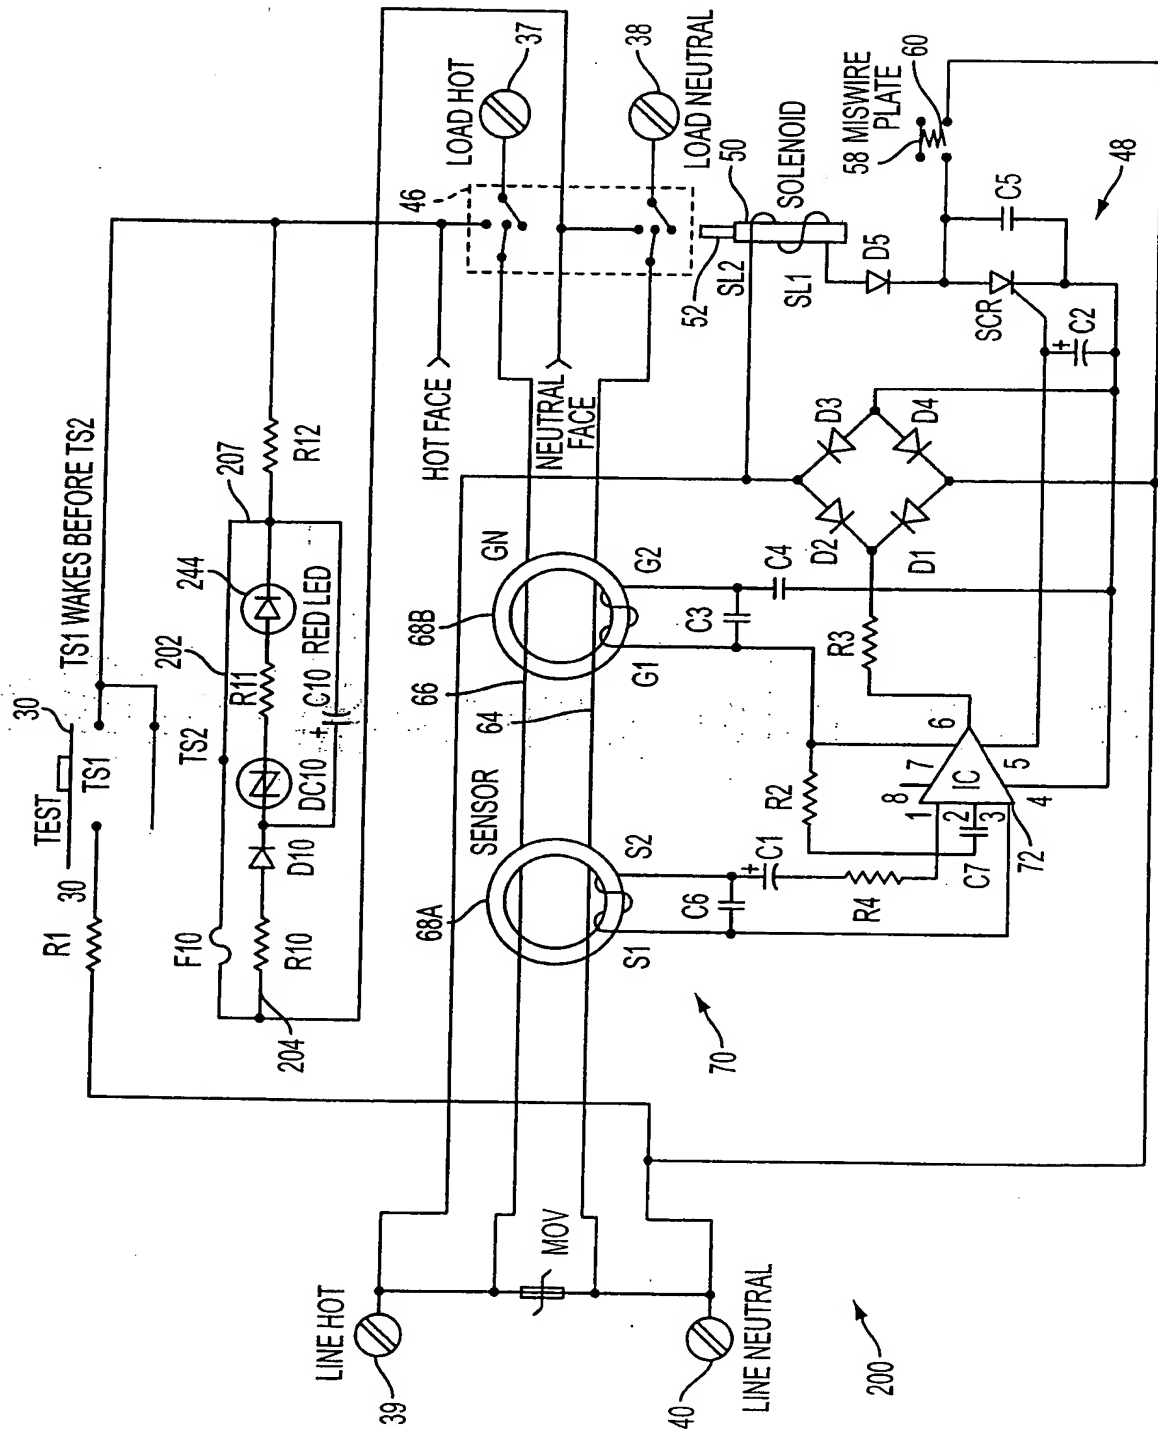 TEST
30
TS1 WAKES BEFORE TS2
30
TS1
R1
F10
TS2
202
244
207
R10
D10
DC10
R11
C10
RED LED
R12
204
LINE HOT
39
SENSOR
68A
68B
GN
66
64
HOT FACE
NEUTRAL
FACE
46
LOAD HOT
37
LOAD NEUTRAL
38
MOV
LINE NEUTRAL
40
200
70
S1
S2
C6
+
C1
R4
G1
G2
C3
C4
R2
R3
1
8
7
6
IC
2
3
4
5
C7
72
D2
D3
D1
D4
52
SL2
50
SOLENOID
SL1
D5
SCR
+
C2
C5
58 MISWIRE
PLATE
60
48
+